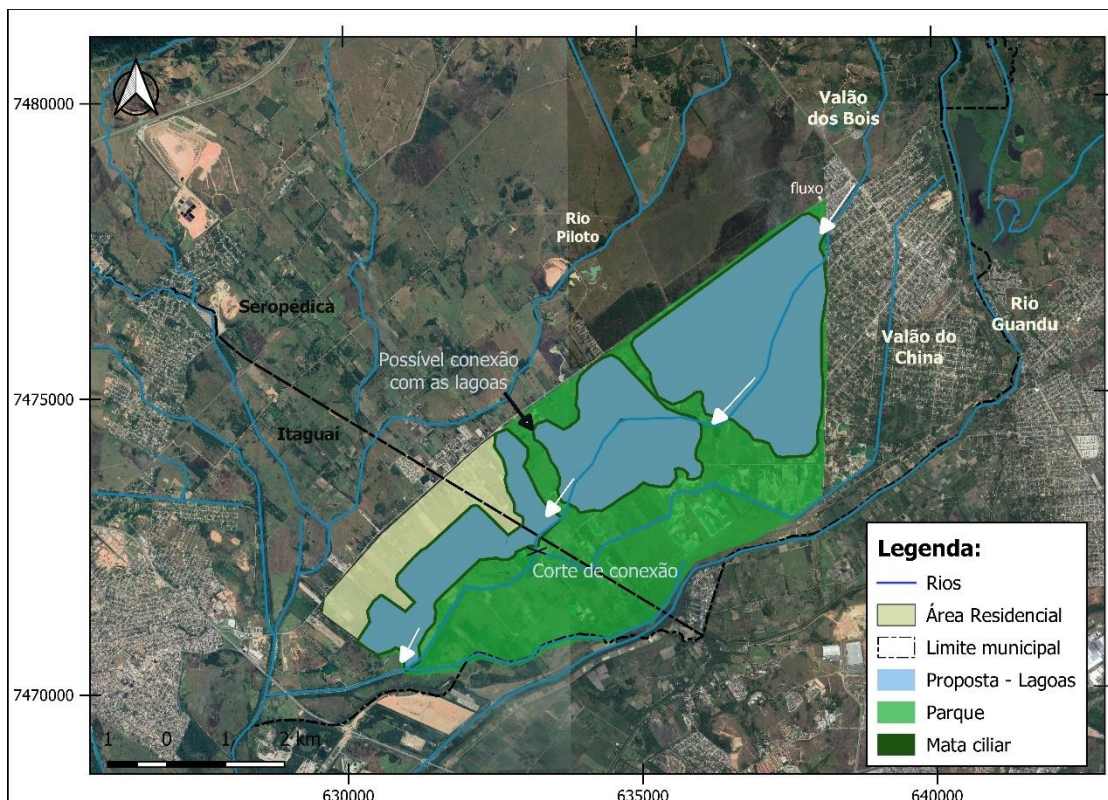 7480000
7475000
7470000
Valão
dos Bois
fluxo
Rio
Piloto
Seropédica
Rio
Guandu
Valão do
China
Possível conexão
com as lagoas
Itaguaí
Corte de conexão
Legenda:
Rios
Área Residencial
Limite municipal
Proposta - Lagoas
Parque
Mata ciliar
1 0 1 2 km
630000 635000 640000